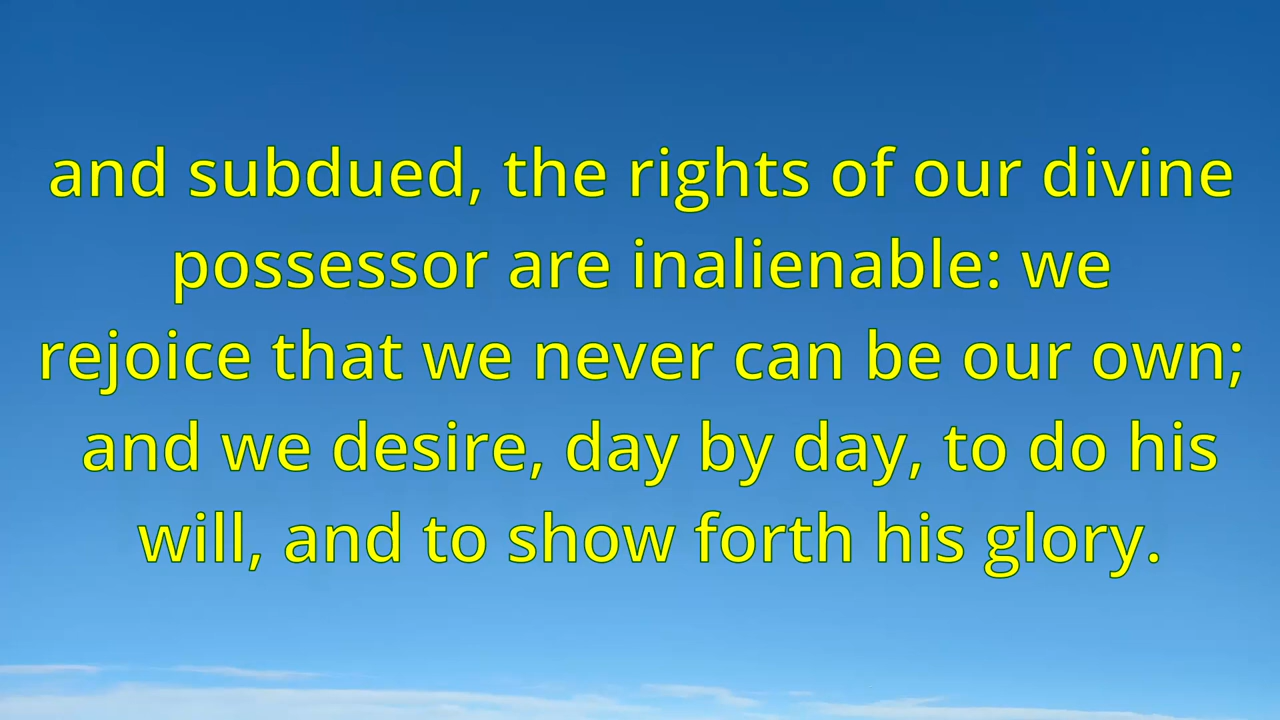 and subdued, the rights of our divine
possessor are inalienable: we
rejoice that we never can be our own;
and we desire, day by day, to do his
will, and to show forth his glory.